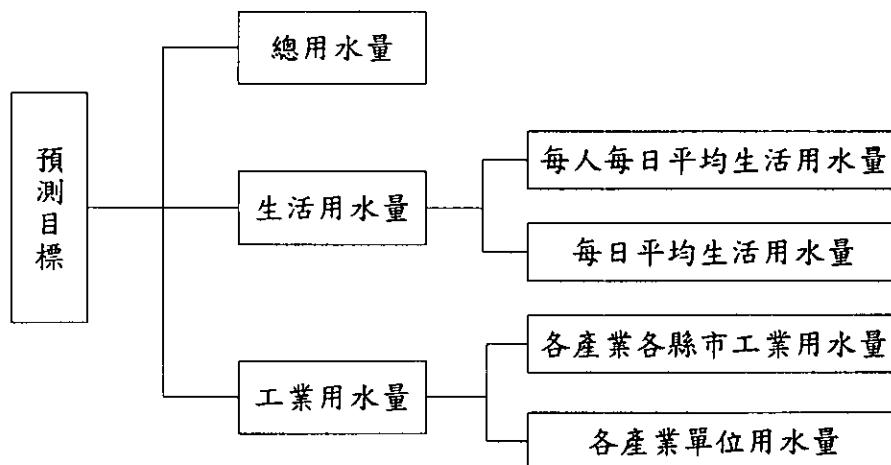 預測目標
總用水量
生活用水量
每人每日平均生活用水量
每日平均生活用水量
工業用水量
各產業各縣市工業用水量
各產業單位用水量